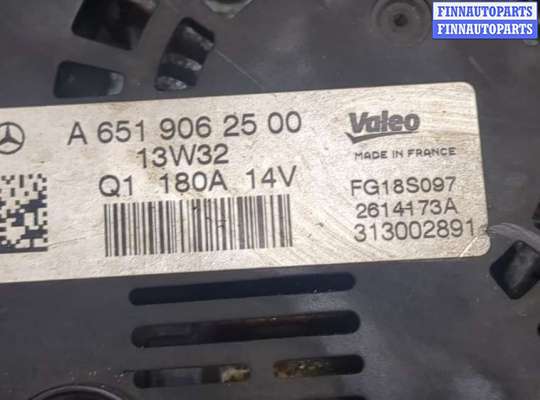 FINNAUTOPARTS
FINNAUTOPARTS
A 651 906 25 00
13W32
Q1 180A 14V
Valeo
MADE IN FRANCE
FG18S097
2614173A
313002891